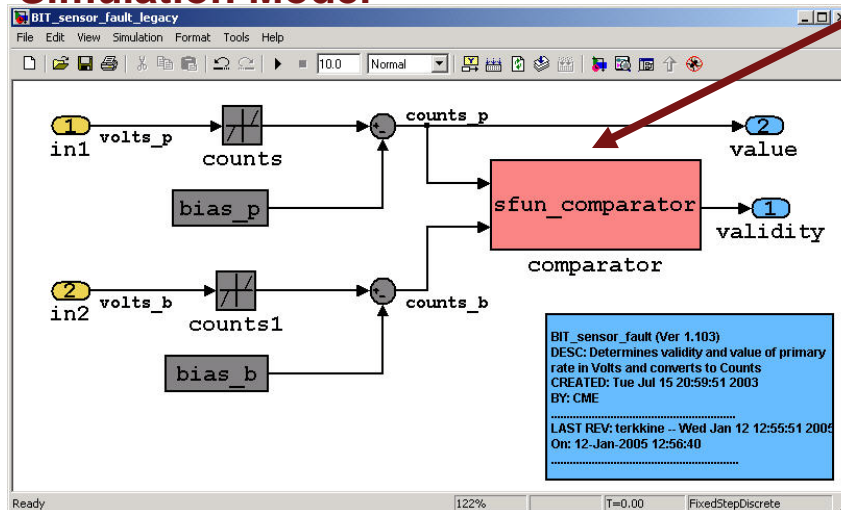 Simulation Model
BIT_sensor_fault_legacy
File Edit View Simulation Format Tools Help
10.0 Normal
1
in1
volts_p
counts
counts_p
2
value
bias_p
sfun_comparator
comparator
1
validity
2
in2
volts_b
counts1
counts_b
bias_b
BIT_sensor_fault (Ver 1.103)
DESC: Determines validity and value of primary
rate in Volts and converts to Counts
CREATED: Tue Jul 15 20:59:51 2003
BY: CME
LAST REV: terkkine -- Wed Jan 12 12:55:51 2005
On: 12-Jan-2005 12:56:40
Ready 122% T=0.00 FixedStepDiscrete